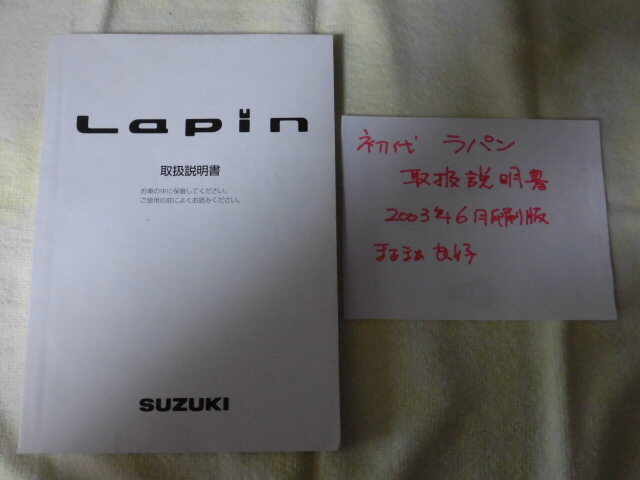 Lapin
取扱説明書
お車の中に保管してください。
ご使用の前によくお読みください。
SUZUKI
初代 ラパン
取扱説明書
2003年6月印刷版
まあまあ良好